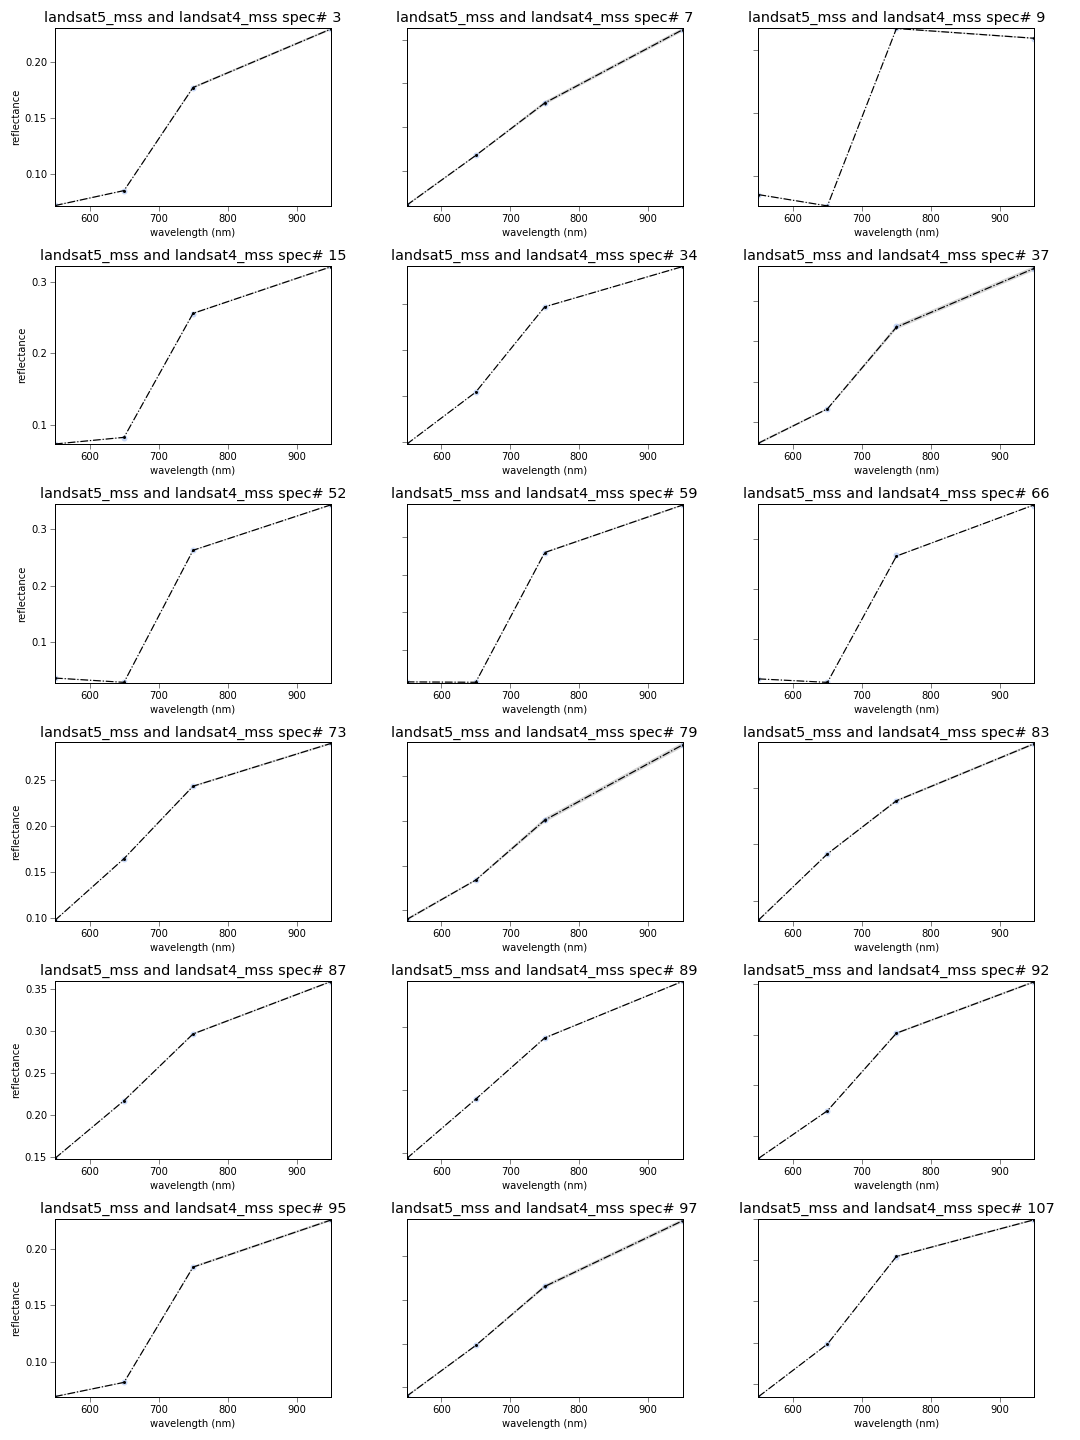 landsat5_mss and landsat4_mss spec# 3
landsat5_mss and landsat4_mss spec# 7
landsat5_mss and landsat4_mss spec# 9
reflectance
0.20
0.15
0.10
600 700 800 900
600 700 800 900
600 700 800 900
wavelength (nm)
wavelength (nm)
wavelength (nm)
landsat5_mss and landsat4_mss spec# 15
landsat5_mss and landsat4_mss spec# 34
landsat5_mss and landsat4_mss spec# 37
reflectance
0.3
0.2
0.1
600 700 800 900
600 700 800 900
600 700 800 900
wavelength (nm)
wavelength (nm)
wavelength (nm)
landsat5_mss and landsat4_mss spec# 52
landsat5_mss and landsat4_mss spec# 59
landsat5_mss and landsat4_mss spec# 66
reflectance
0.3
0.2
0.1
600 700 800 900
600 700 800 900
600 700 800 900
wavelength (nm)
wavelength (nm)
wavelength (nm)
landsat5_mss and landsat4_mss spec# 73
landsat5_mss and landsat4_mss spec# 79
landsat5_mss and landsat4_mss spec# 83
reflectance
0.25
0.20
0.15
0.10
600 700 800 900
600 700 800 900
600 700 800 900
wavelength (nm)
wavelength (nm)
wavelength (nm)
landsat5_mss and landsat4_mss spec# 87
landsat5_mss and landsat4_mss spec# 89
landsat5_mss and landsat4_mss spec# 92
reflectance
0.35
0.30
0.25
0.20
0.15
600 700 800 900
600 700 800 900
600 700 800 900
wavelength (nm)
wavelength (nm)
wavelength (nm)
landsat5_mss and landsat4_mss spec# 95
landsat5_mss and landsat4_mss spec# 97
landsat5_mss and landsat4_mss spec# 107
reflectance
0.20
0.15
0.10
600 700 800 900
600 700 800 900
600 700 800 900
wavelength (nm)
wavelength (nm)
wavelength (nm)